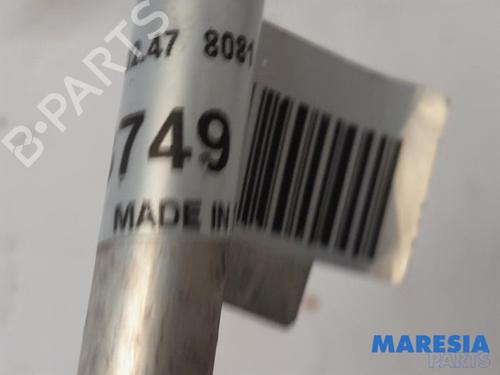 .47 8081
749
MADE IN
B-PARTS
MARESIA
PARTS